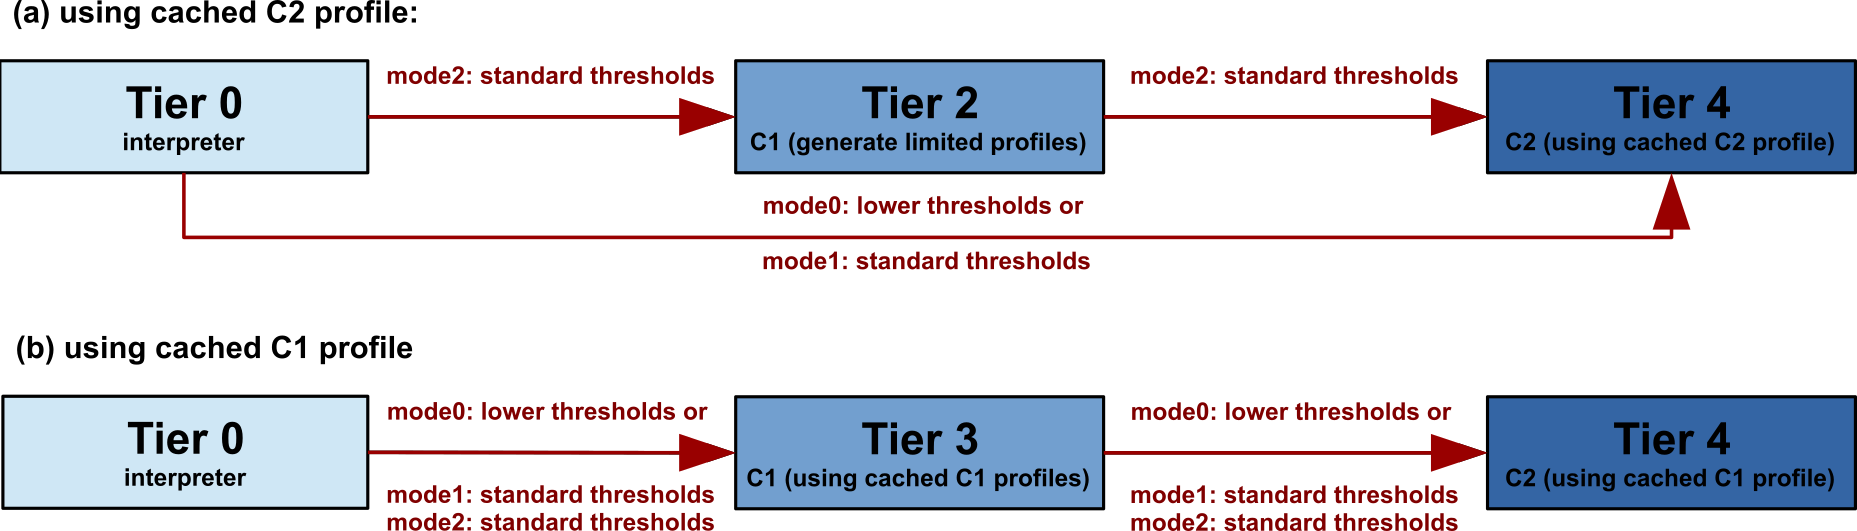 (a) using cached C2 profile:
mode2: standard thresholds
mode2: standard thresholds
Tier 0
interpreter
Tier 2
C1 (generate limited profiles)
Tier 4
C2 (using cached C2 profile)
mode0: lower thresholds or
mode1: standard thresholds
(b) using cached C1 profile
mode0: lower thresholds or
mode0: lower thresholds or
Tier 0
interpreter
Tier 3
C1 (using cached C1 profiles)
Tier 4
C2 (using cached C1 profile)
mode1: standard thresholds
mode2: standard thresholds
mode1: standard thresholds
mode2: standard thresholds